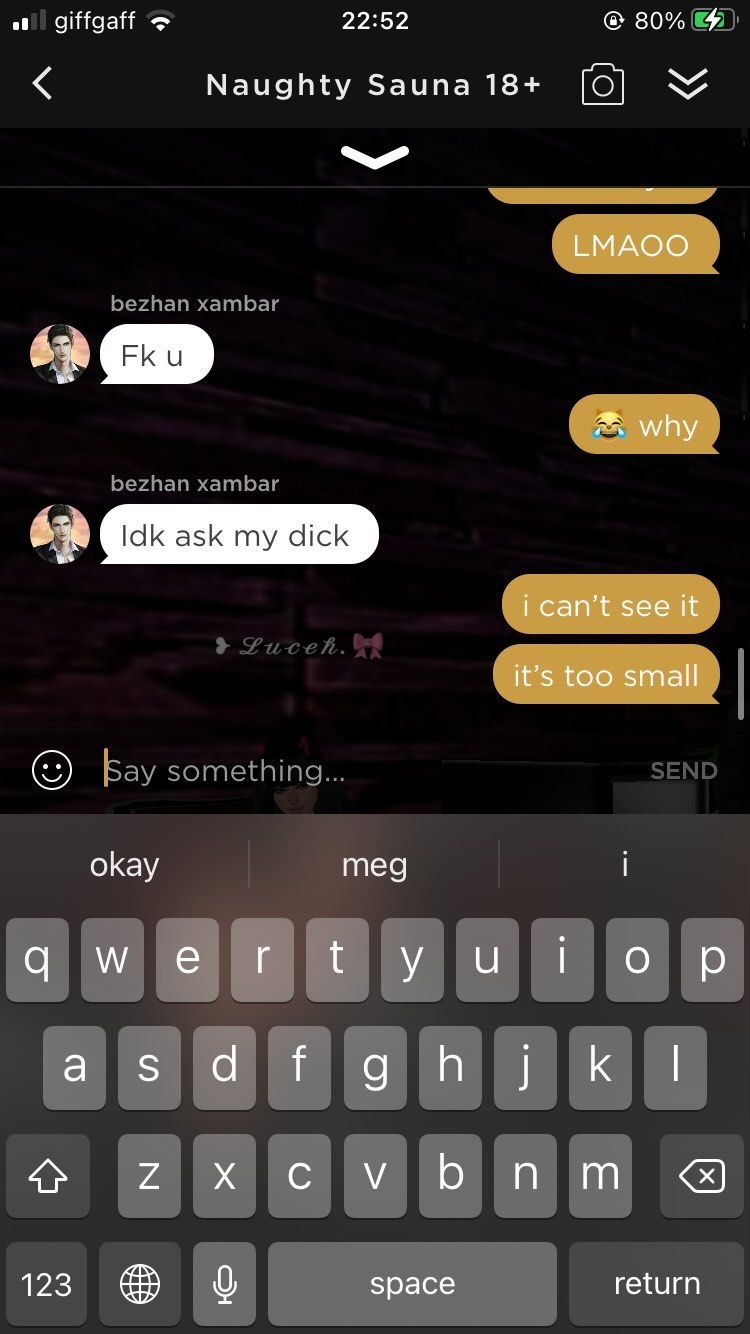 giffgaff 22:52 80%
Naughty Sauna 18+
LMAOO
bezhan xambar
Fk u
😹 why
bezhan xambar
Idk ask my dick
i can’t see it
❥ 𝓛𝓾𝓬𝓮𝓱.🎀
it’s too small
Say something... SEND
okay meg i
q w e r t y u i o p
a s d f g h j k l
z x c v b n m
123 space return